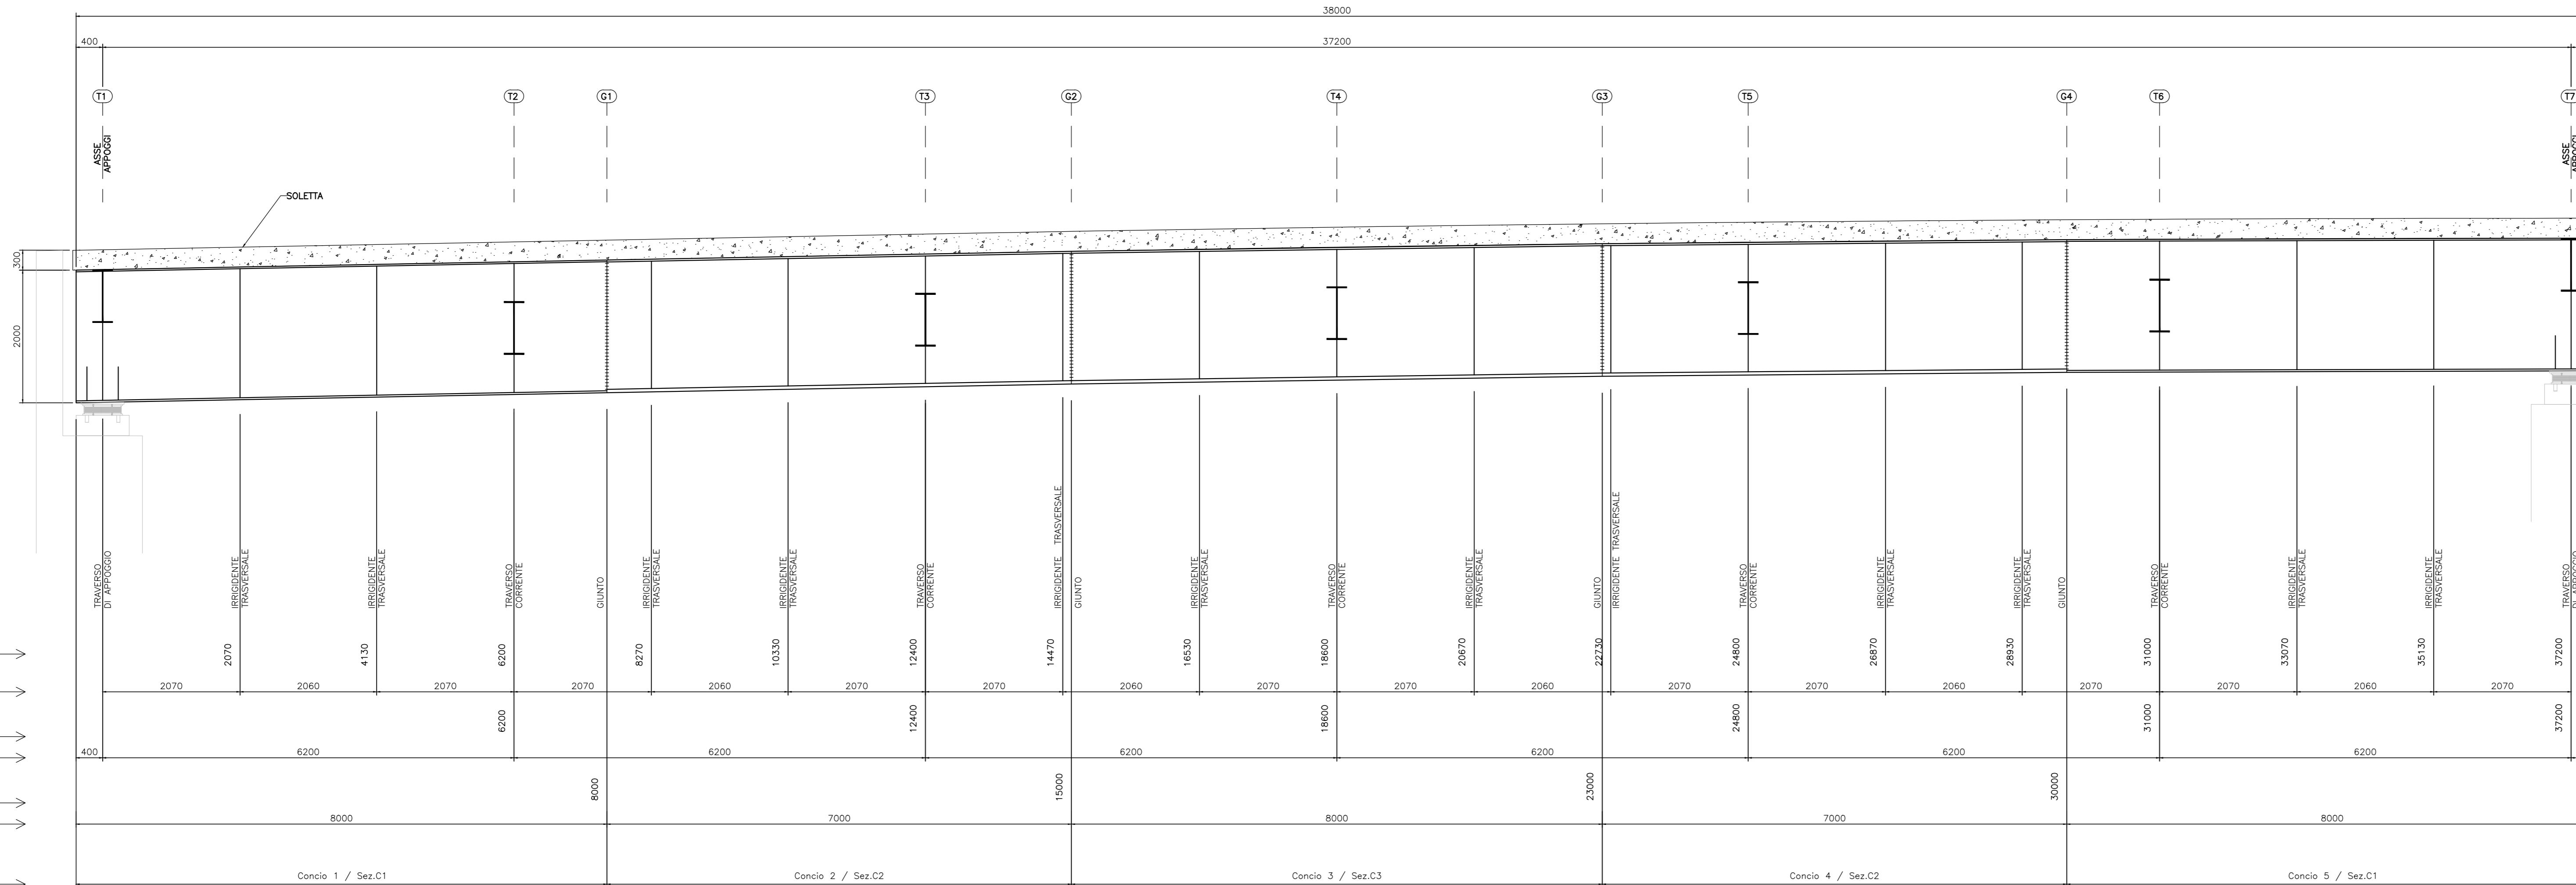 38000
400
37200
T1
T2
G1
T3
G2
T4
G3
T5
G4
T6
T7
ASSE
APPOGGI
ASSE
APPOGGI
SOLETTA
300
2000
TRAVERSO
DI APPOGGIO
IRRIGIDENTE
TRASVERSALE
IRRIGIDENTE
TRASVERSALE
TRAVERSO
CORRENTE
GIUNTO
IRRIGIDENTE
TRASVERSALE
IRRIGIDENTE
TRASVERSALE
TRAVERSO
CORRENTE
IRRIGIDENTE TRASVERSALE
GIUNTO
IRRIGIDENTE
TRASVERSALE
TRAVERSO
CORRENTE
IRRIGIDENTE
TRASVERSALE
GIUNTO
IRRIGIDENTE TRASVERSALE
TRAVERSO
CORRENTE
IRRIGIDENTE
TRASVERSALE
IRRIGIDENTE
TRASVERSALE
GIUNTO
TRAVERSO
CORRENTE
IRRIGIDENTE
TRASVERSALE
IRRIGIDENTE
TRASVERSALE
TRAVERSO
DI APPOGGIO
2070
4130
6200
8270
10330
12400
14470
16530
18600
20670
22730
24800
26870
28930
31000
33070
35130
37200
2070
2060
2070
2070
2060
2070
2070
2060
2070
2070
2060
2070
2070
2060
2070
2070
2060
2070
6200
12400
18600
24800
31000
37200
400
6200
6200
6200
6200
6200
6200
8000
15000
23000
30000
8000
7000
8000
7000
8000
Concio 1 / Sez.C1
Concio 2 / Sez.C2
Concio 3 / Sez.C3
Concio 4 / Sez.C2
Concio 5 / Sez.C1